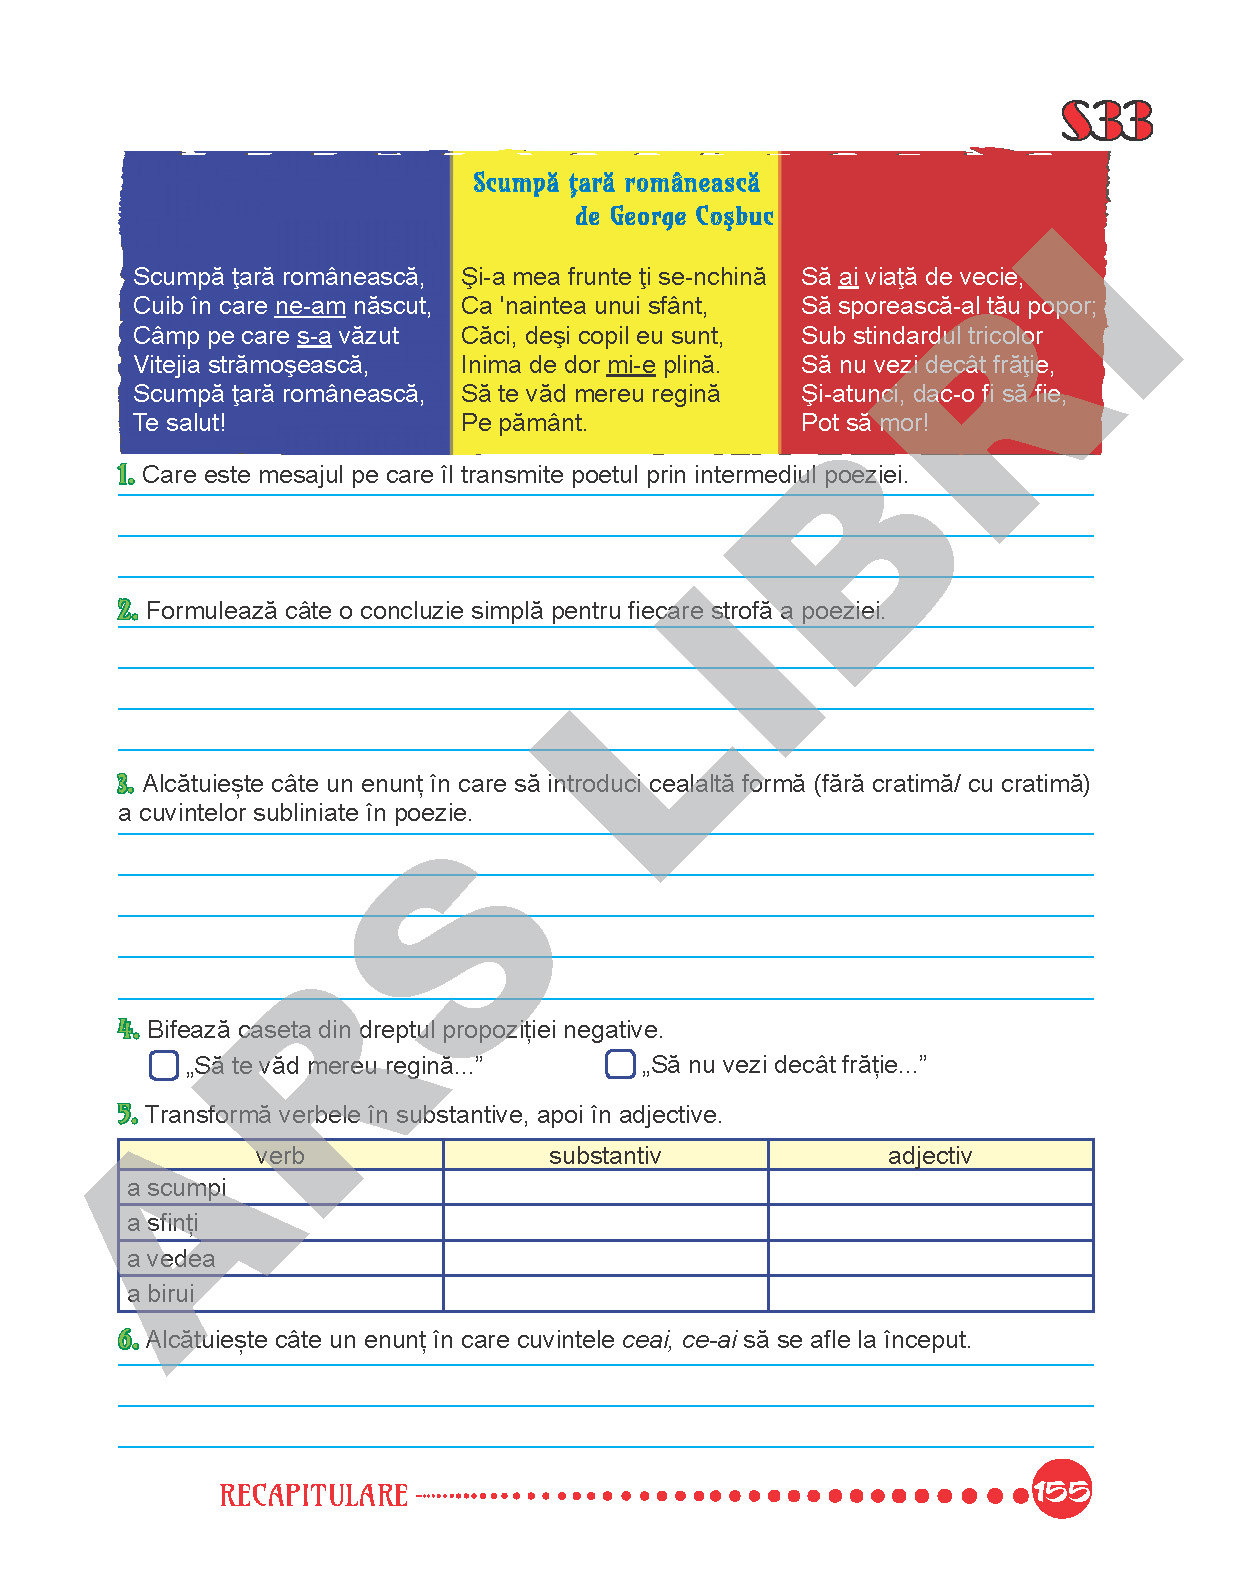 S33
Scumpă ţară românească
de George Coşbuc
Scumpă ţară românească,
Cuib în care ne-am născut,
Câmp pe care s-a văzut
Vitejia strămoşească,
Scumpă ţară românească,
Te salut!
Şi-a mea frunte ţi se-nchină
Ca 'naintea unui sfânt,
Căci, deşi copil eu sunt,
Inima de dor mi-e plină.
Să te văd mereu regină
Pe pământ.
Să ai viaţă de vecie,
Să sporească-al tău popor;
Sub stindardul tricolor
Să nu vezi decât frăţie,
Şi-atunci, dac-o fi să fie,
Pot să mor!
1. Care este mesajul pe care îl transmite poetul prin intermediul poeziei.
2. Formulează câte o concluzie simplă pentru fiecare strofă a poeziei.
3. Alcătuiește câte un enunț în care să introduci cealaltă formă (fără cratimă/ cu cratimă)
a cuvintelor subliniate în poezie.
4. Bifează caseta din dreptul propoziției negative.
„Să te văd mereu regină...” „Să nu vezi decât frăție...”
5. Transformă verbele în substantive, apoi în adjective.
verb substantiv adjectiv
a scumpi
a sfinți
a vedea
a birui
6. Alcătuiește câte un enunț în care cuvintele ceai, ce-ai să se afle la început.
RECAPITULARE 155
ARS LIBRI